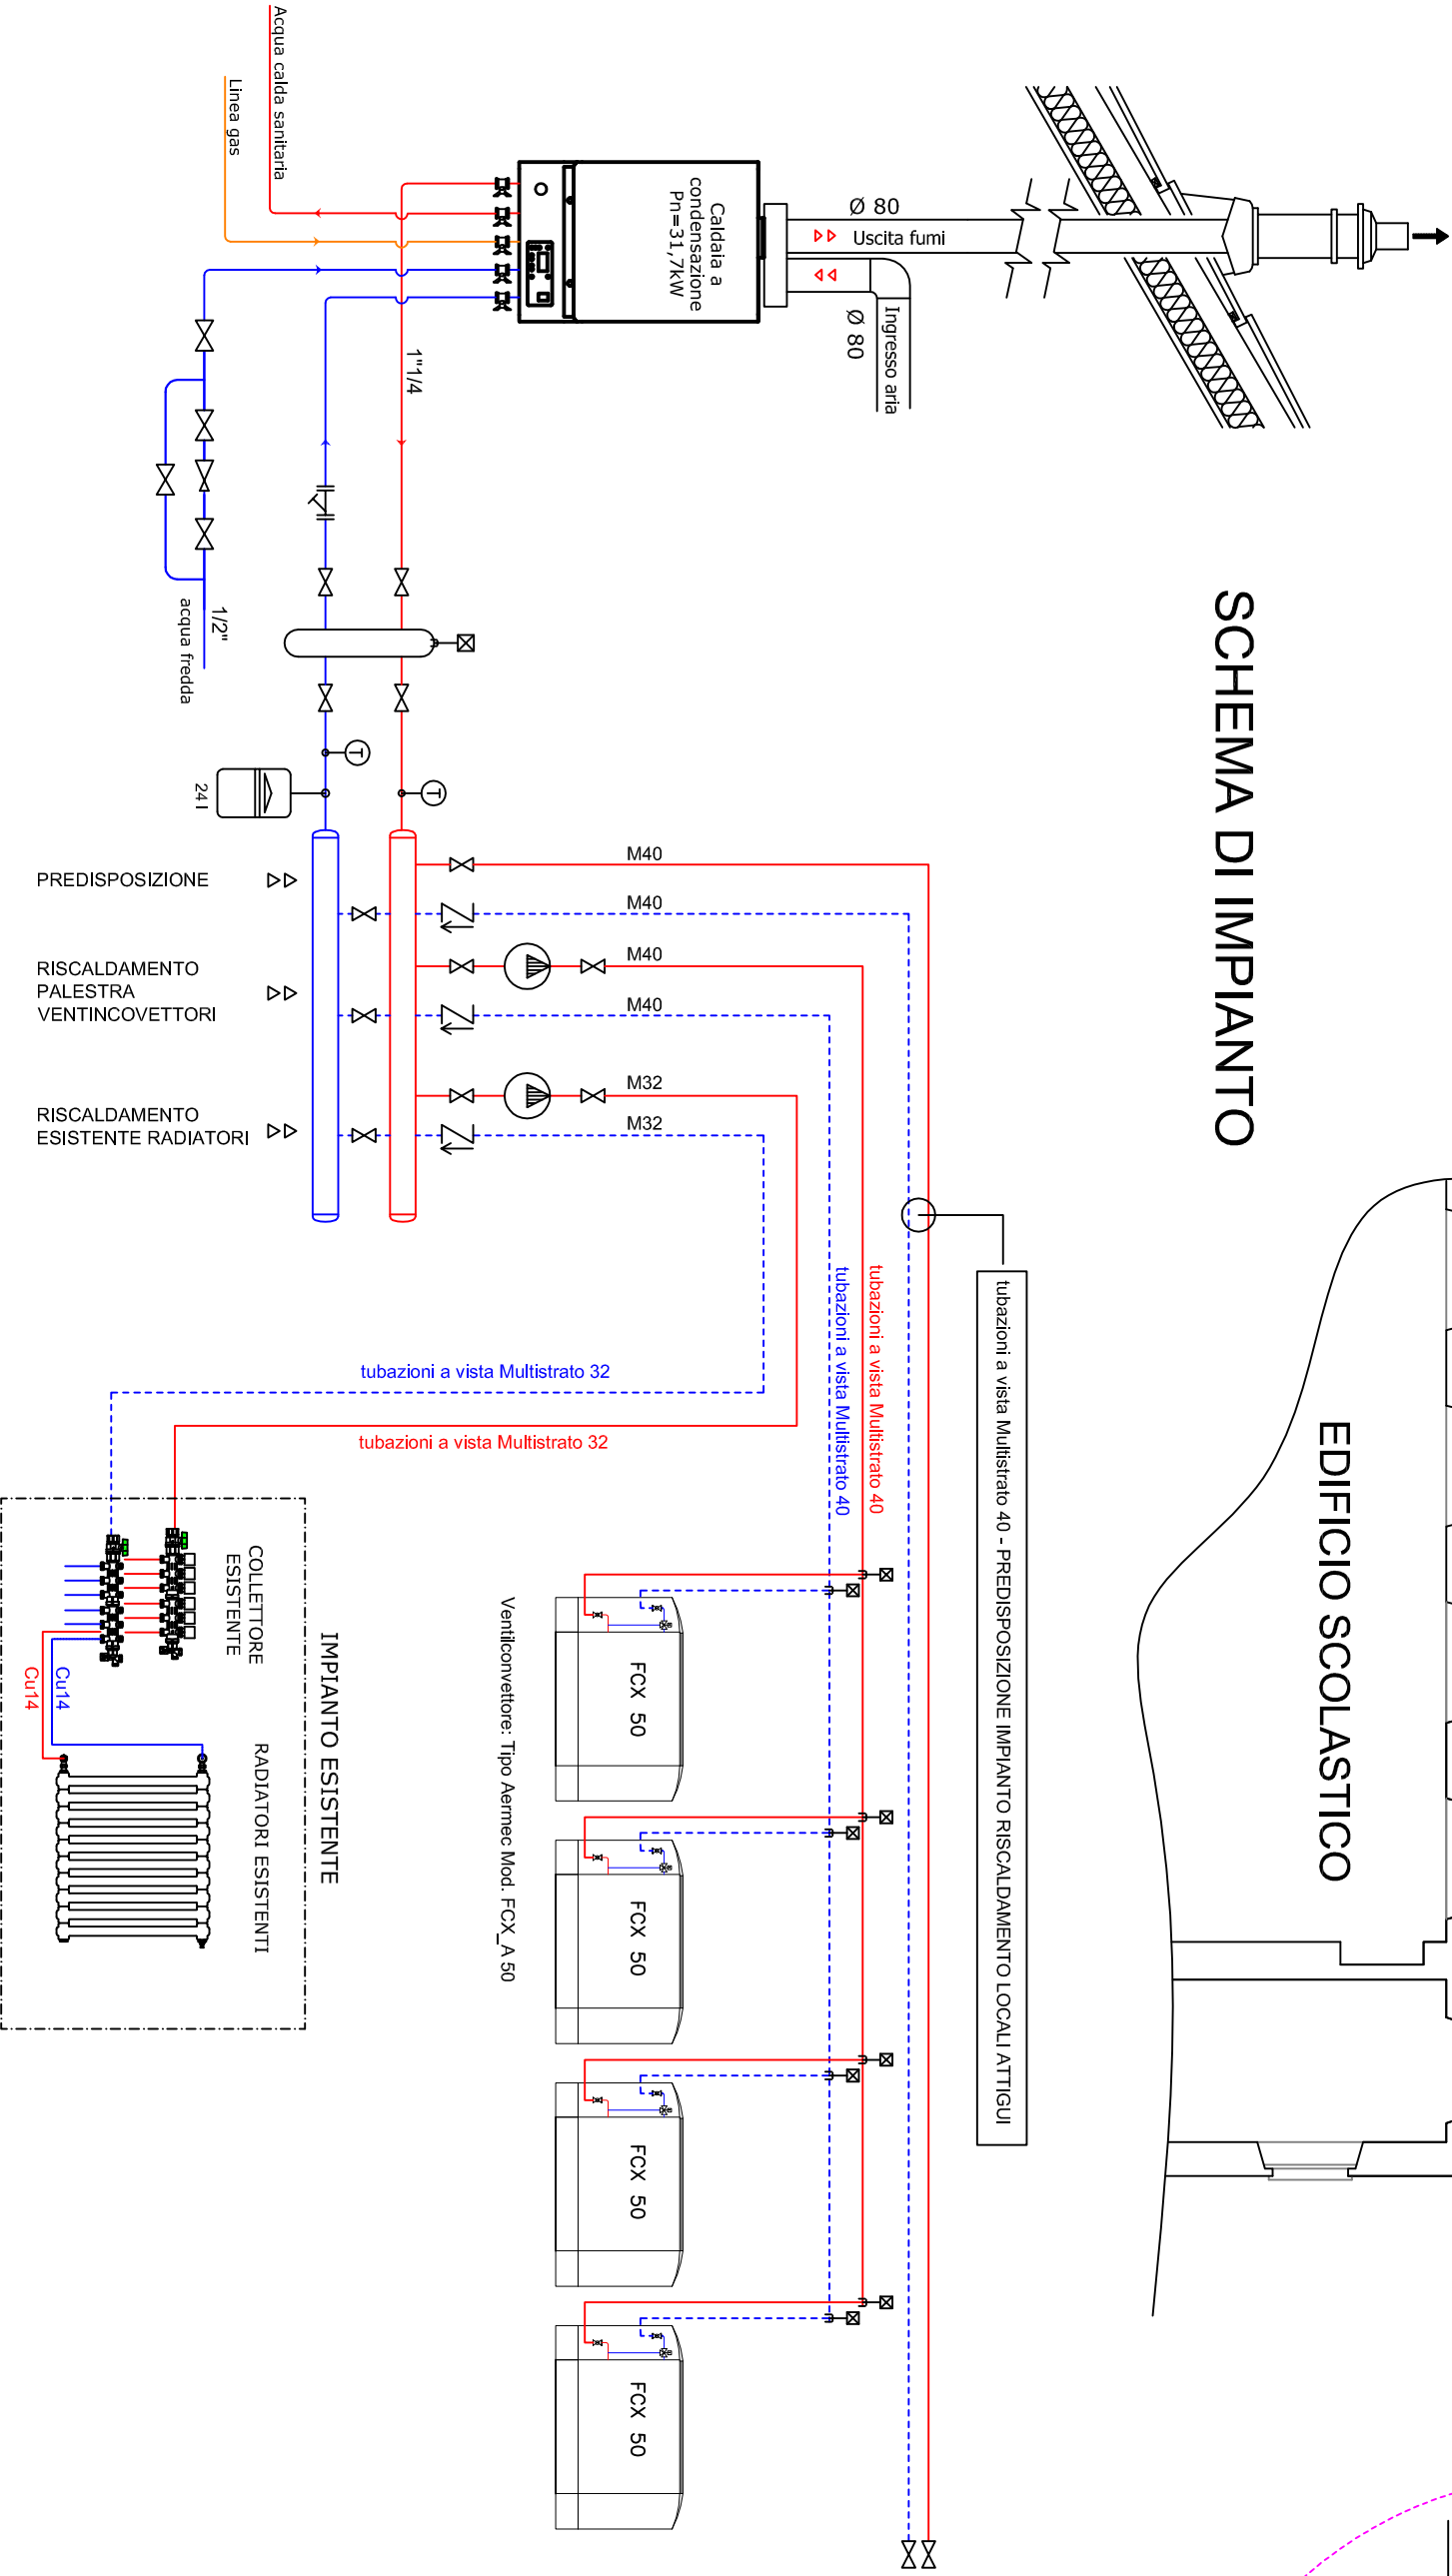 SCHEMA DI IMPIANTO
EDIFICIO SCOLASTICO
Ø 80
Uscita fumi
Ingresso aria
Ø 80
Caldaia a
condensazione
Pn=31,7kW
Acqua calda sanitaria
Linea gas
1"1/4
1/2"
acqua fredda
T
T
24 l
M40
M40
M40
M40
M32
M32
PREDISPOSIZIONE
RISCALDAMENTO
PALESTRA
VENTINCOVETTORI
RISCALDAMENTO
ESISTENTE RADIATORI
tubazioni a vista Multistrato 40 - PREDISPOSIZIONE IMPIANTO RISCALDAMENTO LOCALI ATTIGUI
tubazioni a vista Multistrato 40
tubazioni a vista Multistrato 40
tubazioni a vista Multistrato 32
tubazioni a vista Multistrato 32
FCX 50
FCX 50
FCX 50
FCX 50
Ventilconvettore: Tipo Aermec Mod. FCX_A 50
IMPIANTO ESISTENTE
COLLETTORE
ESISTENTE
RADIATORI ESISTENTI
Cu14
Cu14